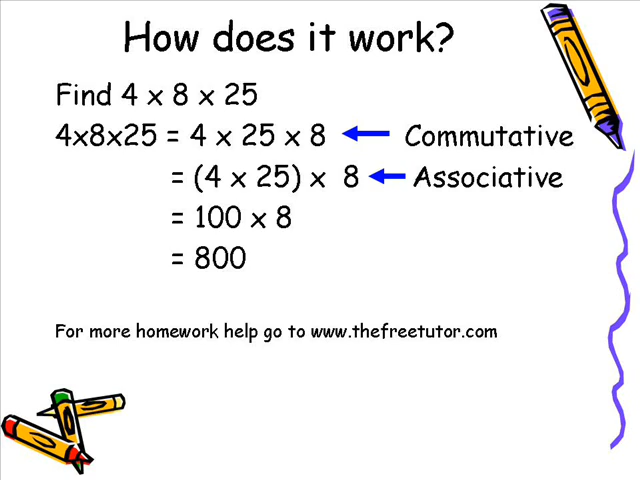 How does it work?
Find 4 x 8 x 25
4x8x25 = 4 x 25 x 8 Commutative
= (4 x 25) x 8 Associative
= 100 x 8
= 800
For more homework help go to www.thefreetutor.com